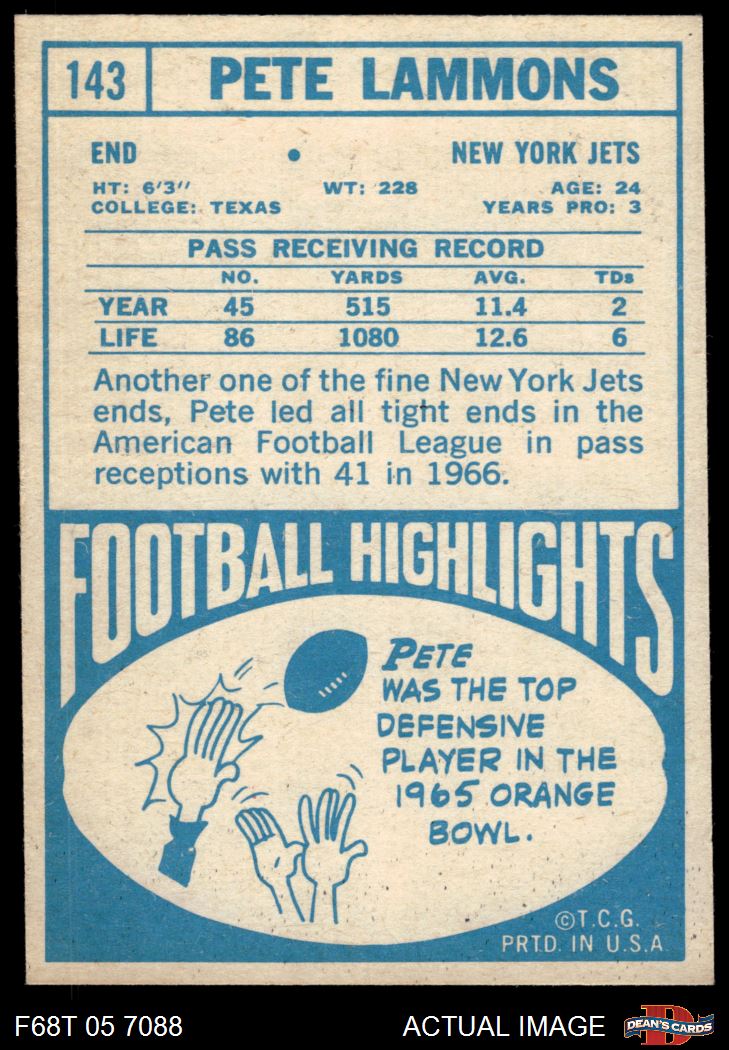 143 PETE LAMMONS
END • NEW YORK JETS
HT: 6'3" WT: 228 AGE: 24
COLLEGE: TEXAS YEARS PRO: 3
PASS RECEIVING RECORD
NO. YARDS AVG. TDs
YEAR 45 515 11.4 2
LIFE 86 1080 12.6 6
Another one of the fine New York Jets
ends, Pete led all tight ends in the
American Football League in pass
receptions with 41 in 1966.
FOOTBALL HIGHLIGHTS
PETE
WAS THE TOP
DEFENSIVE
PLAYER IN THE
1965 ORANGE
BOWL.
©T.C.G.
PRTD. IN U.S.A
F68T 05 7088 ACTUAL IMAGE D DEAN'S CARDS